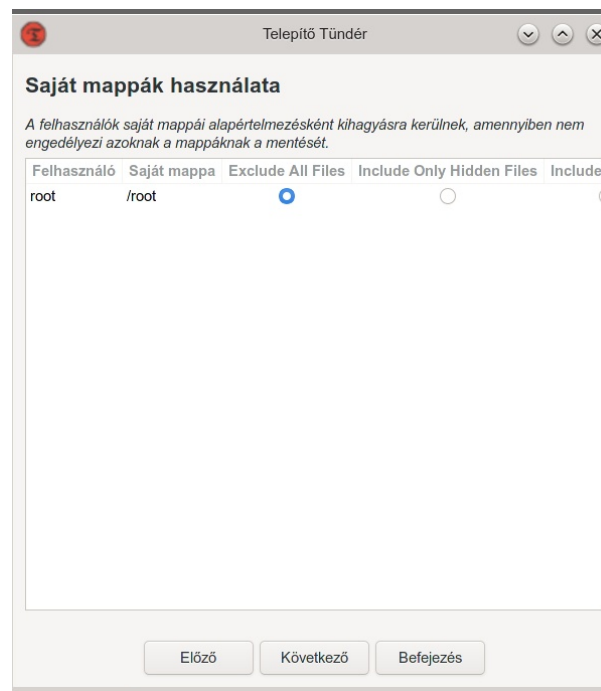 Telepítő Tündér
Saját mappák használata
A felhasználók saját mappái alapértelmezésként kihagyásra kerülnek, amennyiben nem
engedélyezi azoknak a mappáknak a mentését.
Felhasználó Saját mappa Exclude All Files Include Only Hidden Files Include
root /root
Előző Következő Befejezés